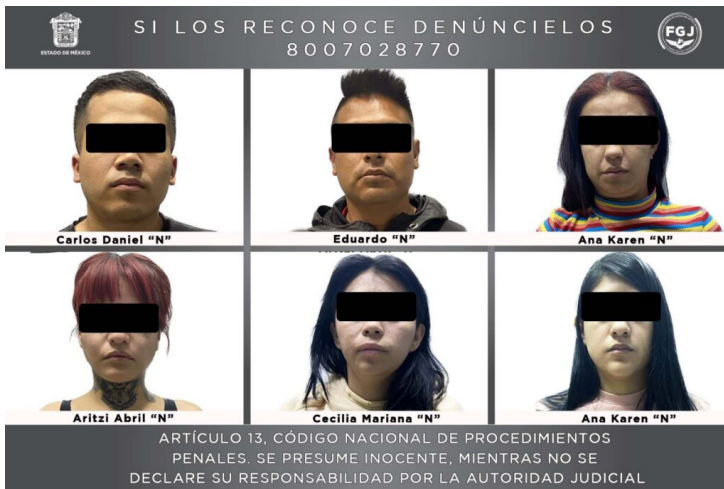 SI LOS RECONOCE DENÚNCIELOS
8007028770
ESTADO DE MÉXICO
FGJ
Carlos Daniel "N"
Eduardo "N"
Ana Karen "N"
Aritzi Abril "N"
Cecilia Mariana "N"
Ana Karen "N"
ARTÍCULO 13, CÓDIGO NACIONAL DE PROCEDIMIENTOS
PENALES. SE PRESUME INOCENTE, MIENTRAS NO SE
DECLARE SU RESPONSABILIDAD POR LA AUTORIDAD JUDICIAL